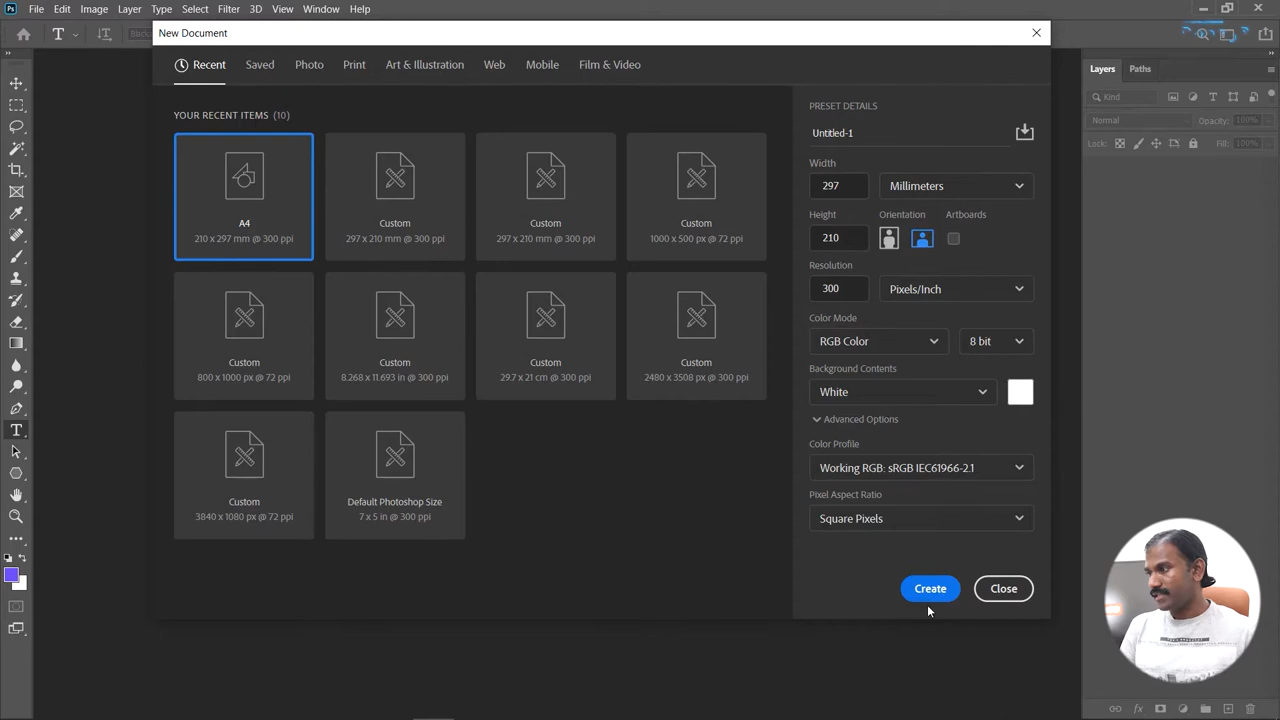 Ps File Edit Image Layer Type Select Filter 3D View Window Help
New Document
Recent Saved Photo Print Art & Illustration Web Mobile Film & Video
Layers Paths
Kind
Normal Opacity: 100%
Lock: Fill: 100%
YOUR RECENT ITEMS (10)
A4
210 x 297 mm @ 300 ppi
Custom
297 x 210 mm @ 300 ppi
Custom
297 x 210 mm @ 300 ppi
Custom
1000 x 500 px @ 72 ppi
Custom
800 x 1000 px @ 72 ppi
Custom
8.268 x 11.693 in @ 300 ppi
Custom
29.7 x 21 cm @ 300 ppi
Custom
2480 x 3508 px @ 300 ppi
Custom
3840 x 1080 px @ 72 ppi
Default Photoshop Size
7 x 5 in @ 300 ppi
PRESET DETAILS
Untitled-1
Width
297 Millimeters
Height Orientation Artboards
210
Resolution
300 Pixels/Inch
Color Mode
RGB Color 8 bit
Background Contents
White
Advanced Options
Color Profile
Working RGB: sRGB IEC61966-2.1
Pixel Aspect Ratio
Square Pixels
Create Close